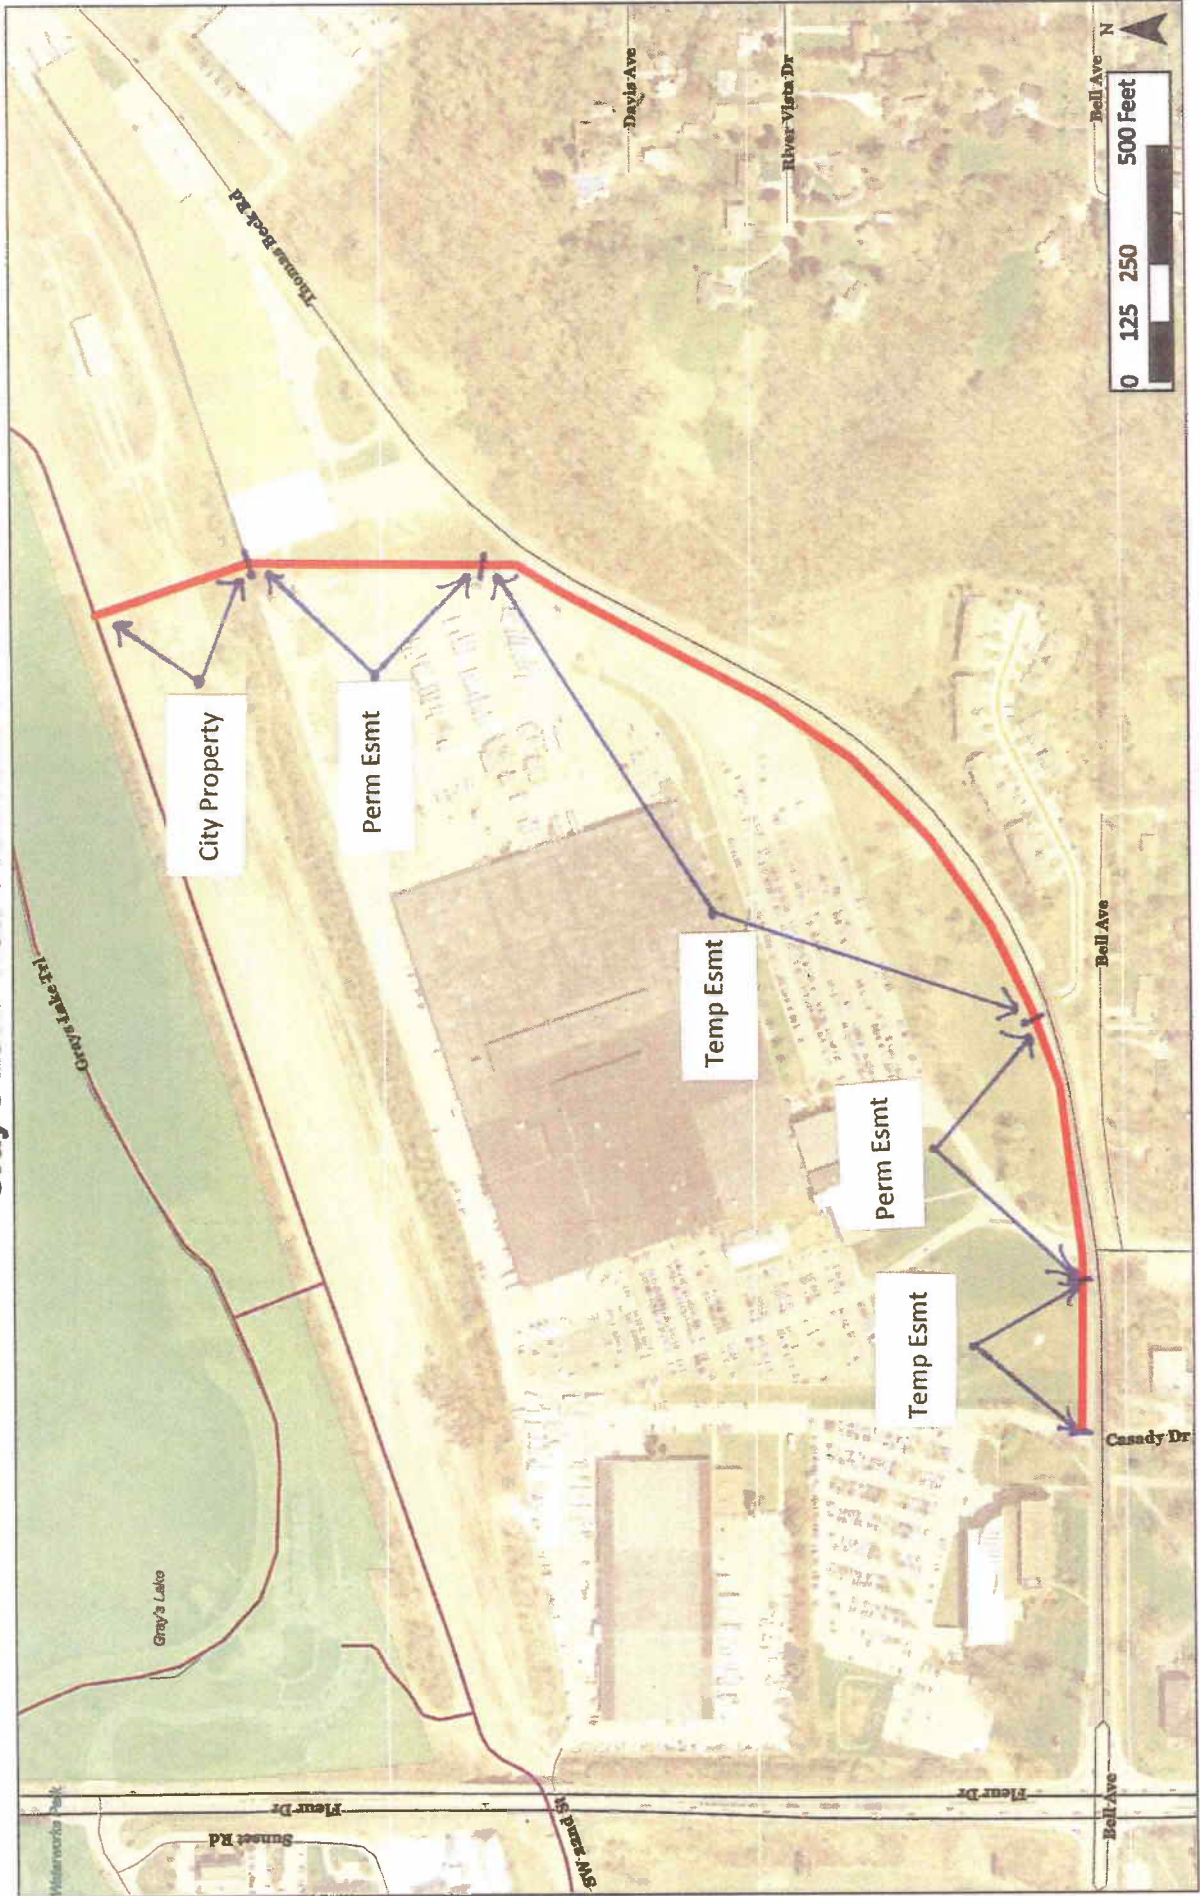 Waterworks Park
Sunset Rd
Fleur Dr
SW 22nd St
Gray's Lake
Grays Lake Trl
City Property
Perm Esmt
Temp Esmt
Perm Esmt
Temp Esmt
Thomas Beck Rd
Davis Ave
River Vista Dr
Fleur Dr
Bell Ave
Casady Dr
Bell Ave
Bell Ave
N
0 125 250 500 Feet